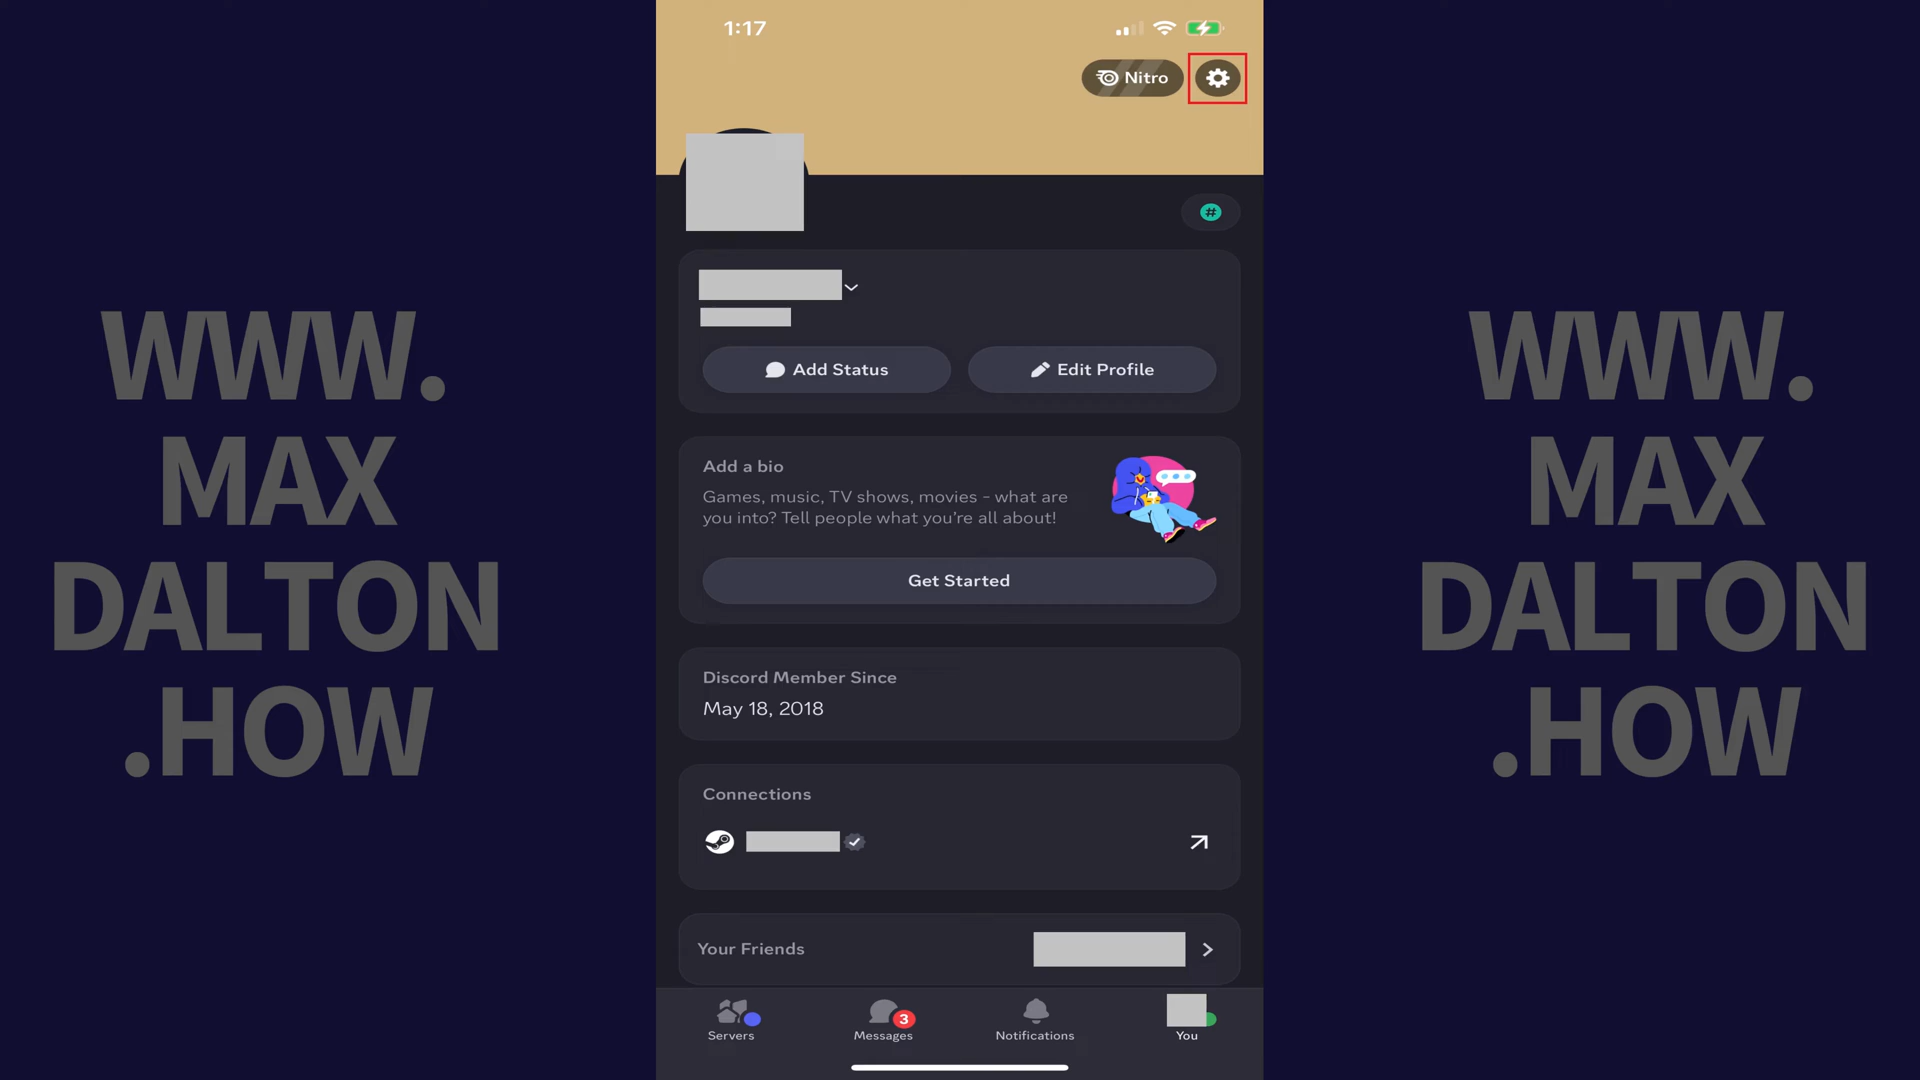 1:17
Nitro
Add Status
Edit Profile
Add a bio
Games, music, TV shows, movies - what are
you into? Tell people what you're all about!
Get Started
Discord Member Since
May 18, 2018
Connections
Your Friends
Servers
3
Messages
Notifications
You
WWW.
MAX
DALTON
.HOW
WWW.
MAX
DALTON
.HOW